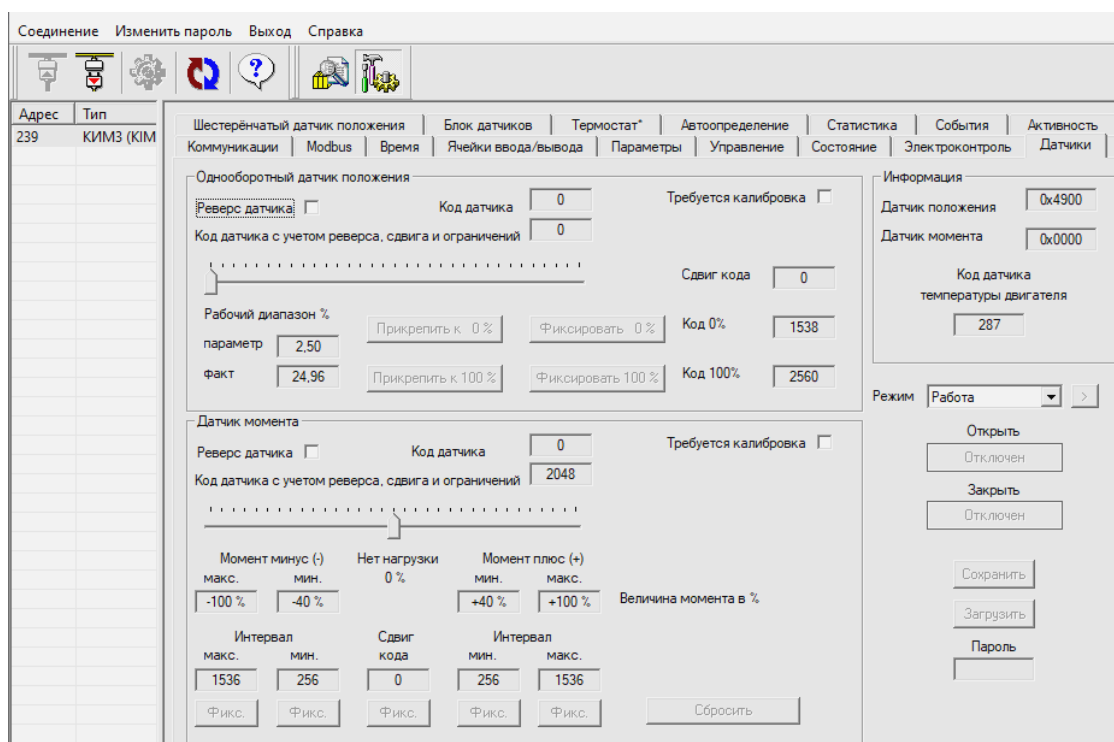 Соединение Изменить пароль Выход Справка
Адрес Тип
239 КИМ3 (KIM
Шестерёнчатый датчик положения Блок датчиков Термостат* Автоопределение Статистика События Активность
Коммуникации Modbus Время Ячейки ввода/вывода Параметры Управление Состояние Электроконтроль Датчики
Однооборотный датчик положения
Реверс датчика Код датчика 0 Требуется калибровка
Код датчика с учетом реверса, сдвига и ограничений 0
Сдвиг кода 0
Рабочий диапазон %
параметр 2,50 Прикрепить к 0 % Фиксировать 0 % Код 0% 1538
факт 24,96 Прикрепить к 100 % Фиксировать 100 % Код 100% 2560
Датчик момента
Реверс датчика Код датчика 0 Требуется калибровка
Код датчика с учетом реверса, сдвига и ограничений 2048
Момент минус (-) Нет нагрузки Момент плюс (+)
макс. мин. 0 % мин. макс.
-100 % -40 % +40 % +100 % Величина момента в %
Интервал Сдвиг Интервал
макс. мин. кода мин. макс.
1536 256 0 256 1536
Фикс. Фикс. Фикс. Фикс. Фикс. Сбросить
Информация
Датчик положения 0x4900
Датчик момента 0x0000
Код датчика
температуры двигателя
287
Режим Работа >
Открыть
Отключен
Закрыть
Отключен
Сохранить
Загрузить
Пароль